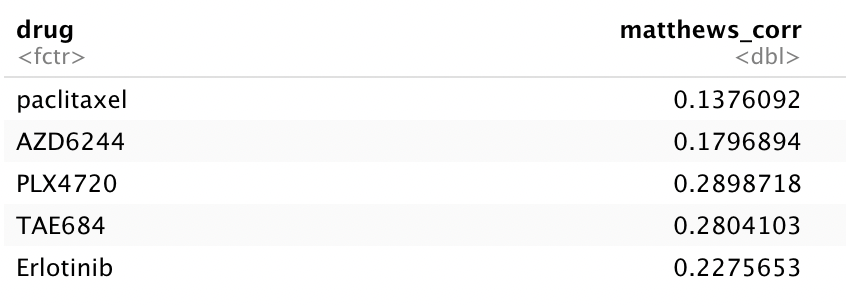 drug matthews_corr
<fctr> <dbl>
paclitaxel 0.1376092
AZD6244 0.1796894
PLX4720 0.2898718
TAE684 0.2804103
Erlotinib 0.2275653